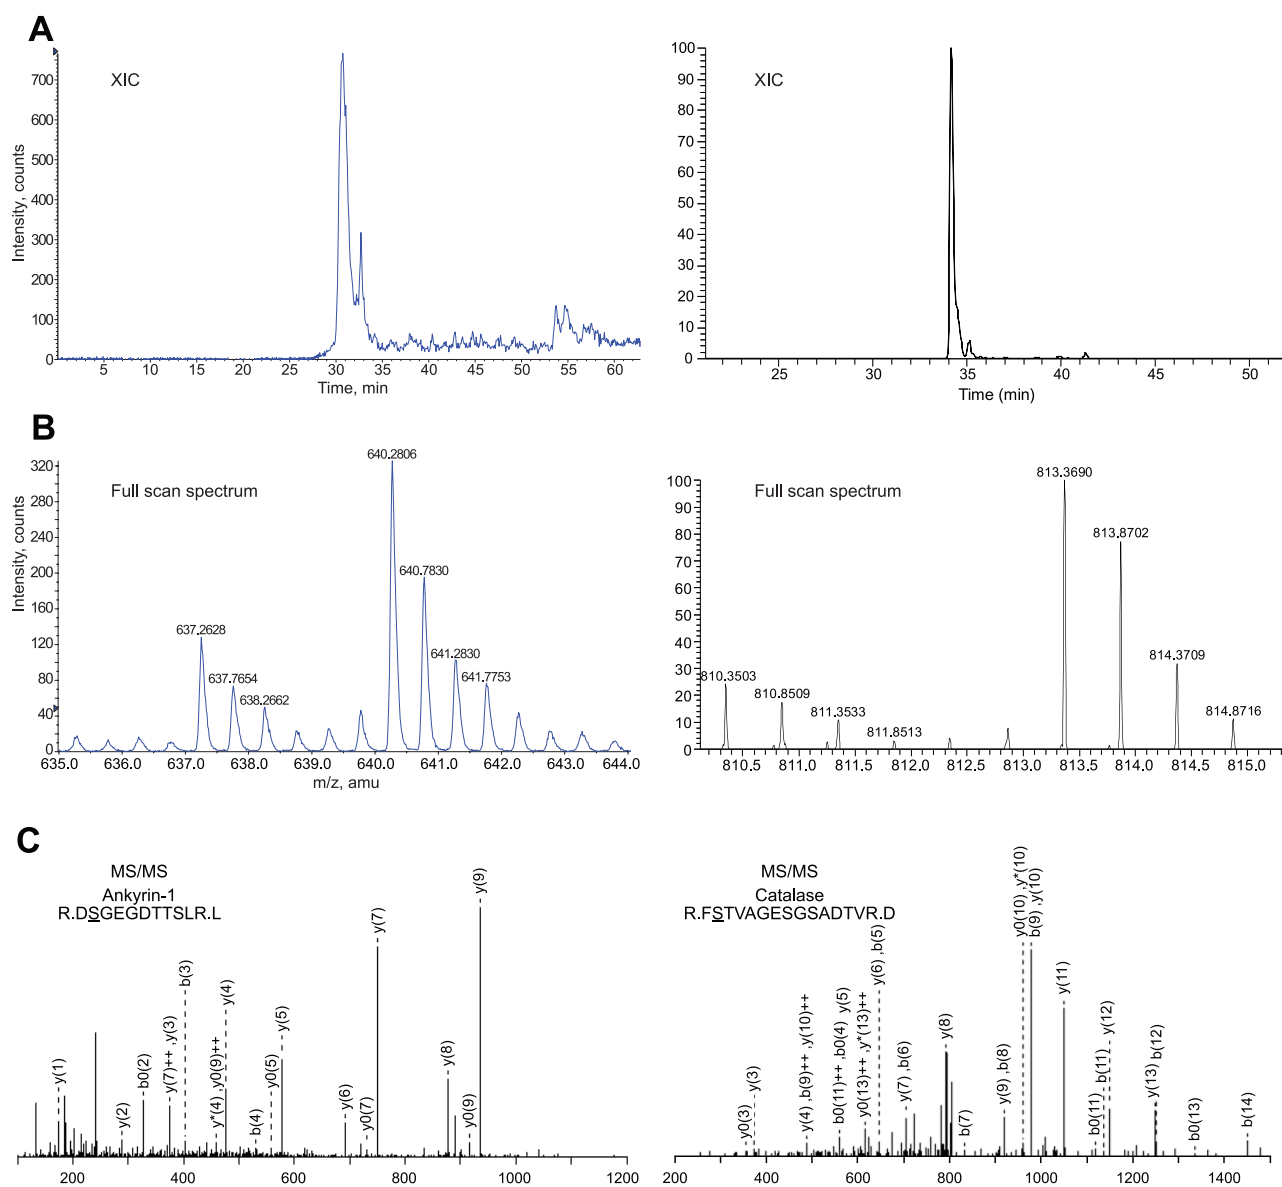 A
XIC
700
600
500
400
300
200
100
0
Intensity, counts
5 10 15 20 25 30 35 40 45 50 55 60
Time, min
XIC
100
90
80
70
60
50
40
30
20
10
0
25 30 35 40 45 50
Time (min)
B
Full scan spectrum
320
280
240
200
160
120
80
40
0
Intensity, counts
637.2628
637.7654
638.2662
640.2806
640.7830
641.2830
641.7753
635.0 636.0 637.0 638.0 639.0 640.0 641.0 642.0 643.0 644.0
m/z, amu
Full scan spectrum
100
90
80
70
60
50
40
30
20
10
0
810.3503
810.8509
811.3533
811.8513
813.3690
813.8702
814.3709
814.8716
810.5 811.0 811.5 812.0 812.5 813.0 813.5 814.0 814.5 815.0
C
MS/MS
Ankyrin-1
R.DSGEGDTTSLR.L
y(1)
y(2)
b0(2)
y(7)++ ,y(3)
b(3)
y*(4) ,y0(9)++
y(4)
b(4)
y0(5)
y(5)
y(6)
y0(7)
y(7)
y(8)
y0(9)
y(9)
200 400 600 800 1000 1200
MS/MS
Catalase
R.FSTVAGESGSADTVR.D
y0(3)
y(3)
y(4) ,b(9)++ ,y(10)++
b0(11)++ ,b0(4) y(5)
y0(13)++ ,y*(13)++
y(6) ,b(5)
y(7) ,b(6)
y(8)
b(7)
y(9) ,b(8)
y0(10) ,y*(10)
b(9) ,y(10)
y(11)
b0(11)
b(11)
y(12)
y(13)
b(12)
b0(13)
b(14)
200 400 600 800 1000 1200 1400